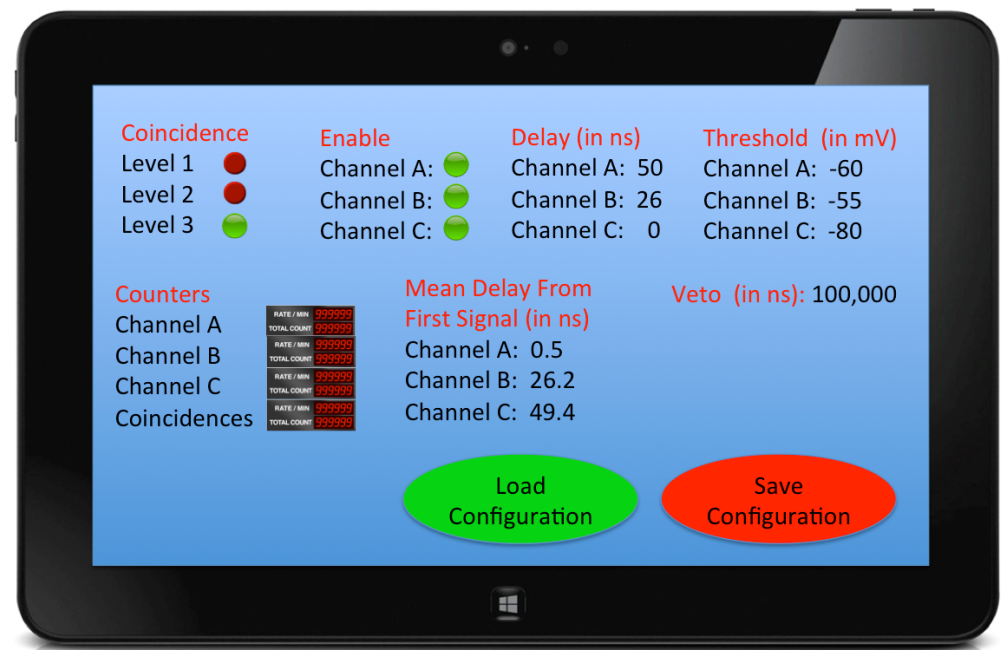 Coincidence
Level 1
Level 2
Level 3
Enable
Channel A:
Channel B:
Channel C:
Delay (in ns)
Channel A: 50
Channel B: 26
Channel C: 0
Threshold (in mV)
Channel A: -60
Channel B: -55
Channel C: -80
Counters
Channel A
RATE / MIN 999999
TOTAL COUNT 999999
Channel B
RATE / MIN 999999
TOTAL COUNT 999999
Channel C
RATE / MIN 999999
TOTAL COUNT 999999
Coincidences
RATE / MIN 999999
TOTAL COUNT 999999
Mean Delay From
First Signal (in ns)
Channel A: 0.5
Channel B: 26.2
Channel C: 49.4
Veto (in ns): 100,000
Load
Configuration
Save
Configuration